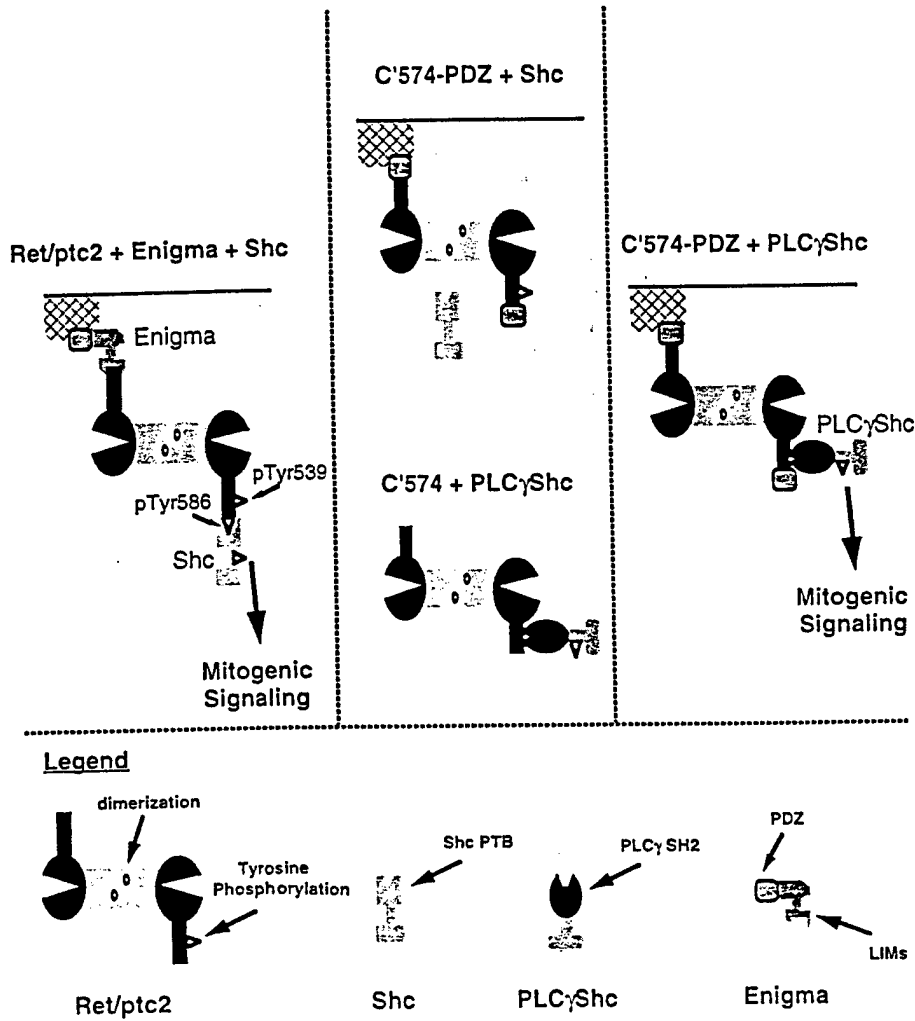 C'574-PDZ + Shc
Ret/ptc2 + Enigma + Shc
C'574-PDZ + PLCγShc
Enigma
PLCγShc
pTyr539
pTyr586
C'574 + PLCγShc
Shc
Mitogenic
Signaling
Mitogenic
Signaling
Legend
dimerization
Tyrosine
Phosphorylation
Shc PTB
PLCγ SH2
PDZ
LIMs
Ret/ptc2
Shc
PLCγShc
Enigma